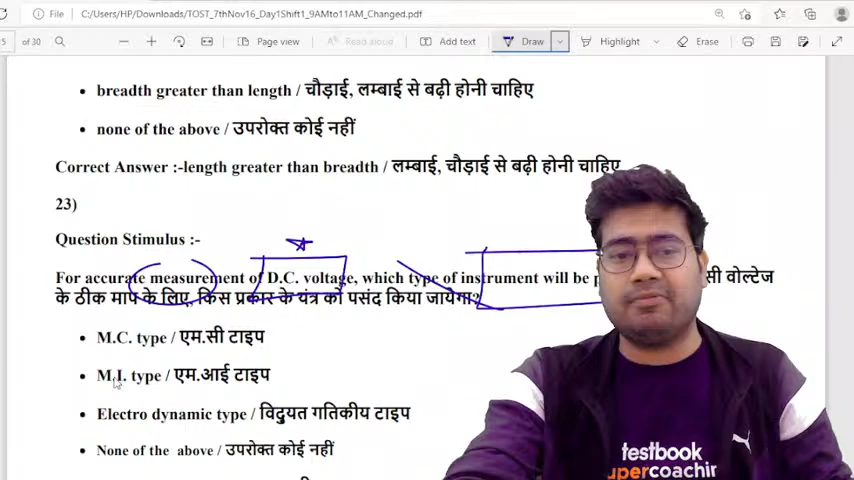 File
C:/Users/HP/Downloads/TOST_7thNov16_Day1Shift1_9AMto11AM_Changed.pdf
5 of 30
Page view
Read aloud
Add text
Draw
Highlight
Erase
breadth greater than length / चौड़ाई, लम्बाई से बढ़ी होनी चाहिए
none of the above / उपरोक्त कोई नहीं
Correct Answer :-length greater than breadth / लम्बाई, चौड़ाई से बढ़ी होनी चाहिए
23)
Question Stimulus :-
For accurate measurement of D.C. voltage, which type of instrument will be सी वोल्टेज
के ठीक माप के लिए, किस प्रकार के यंत्र को पसंद किया जायेगा?
M.C. type / एम.सी टाइप
M.I. type / एम.आई टाइप
Electro dynamic type / विद्युत गतिकीय टाइप
None of the above / उपरोक्त कोई नहीं
testbook
supercoaching